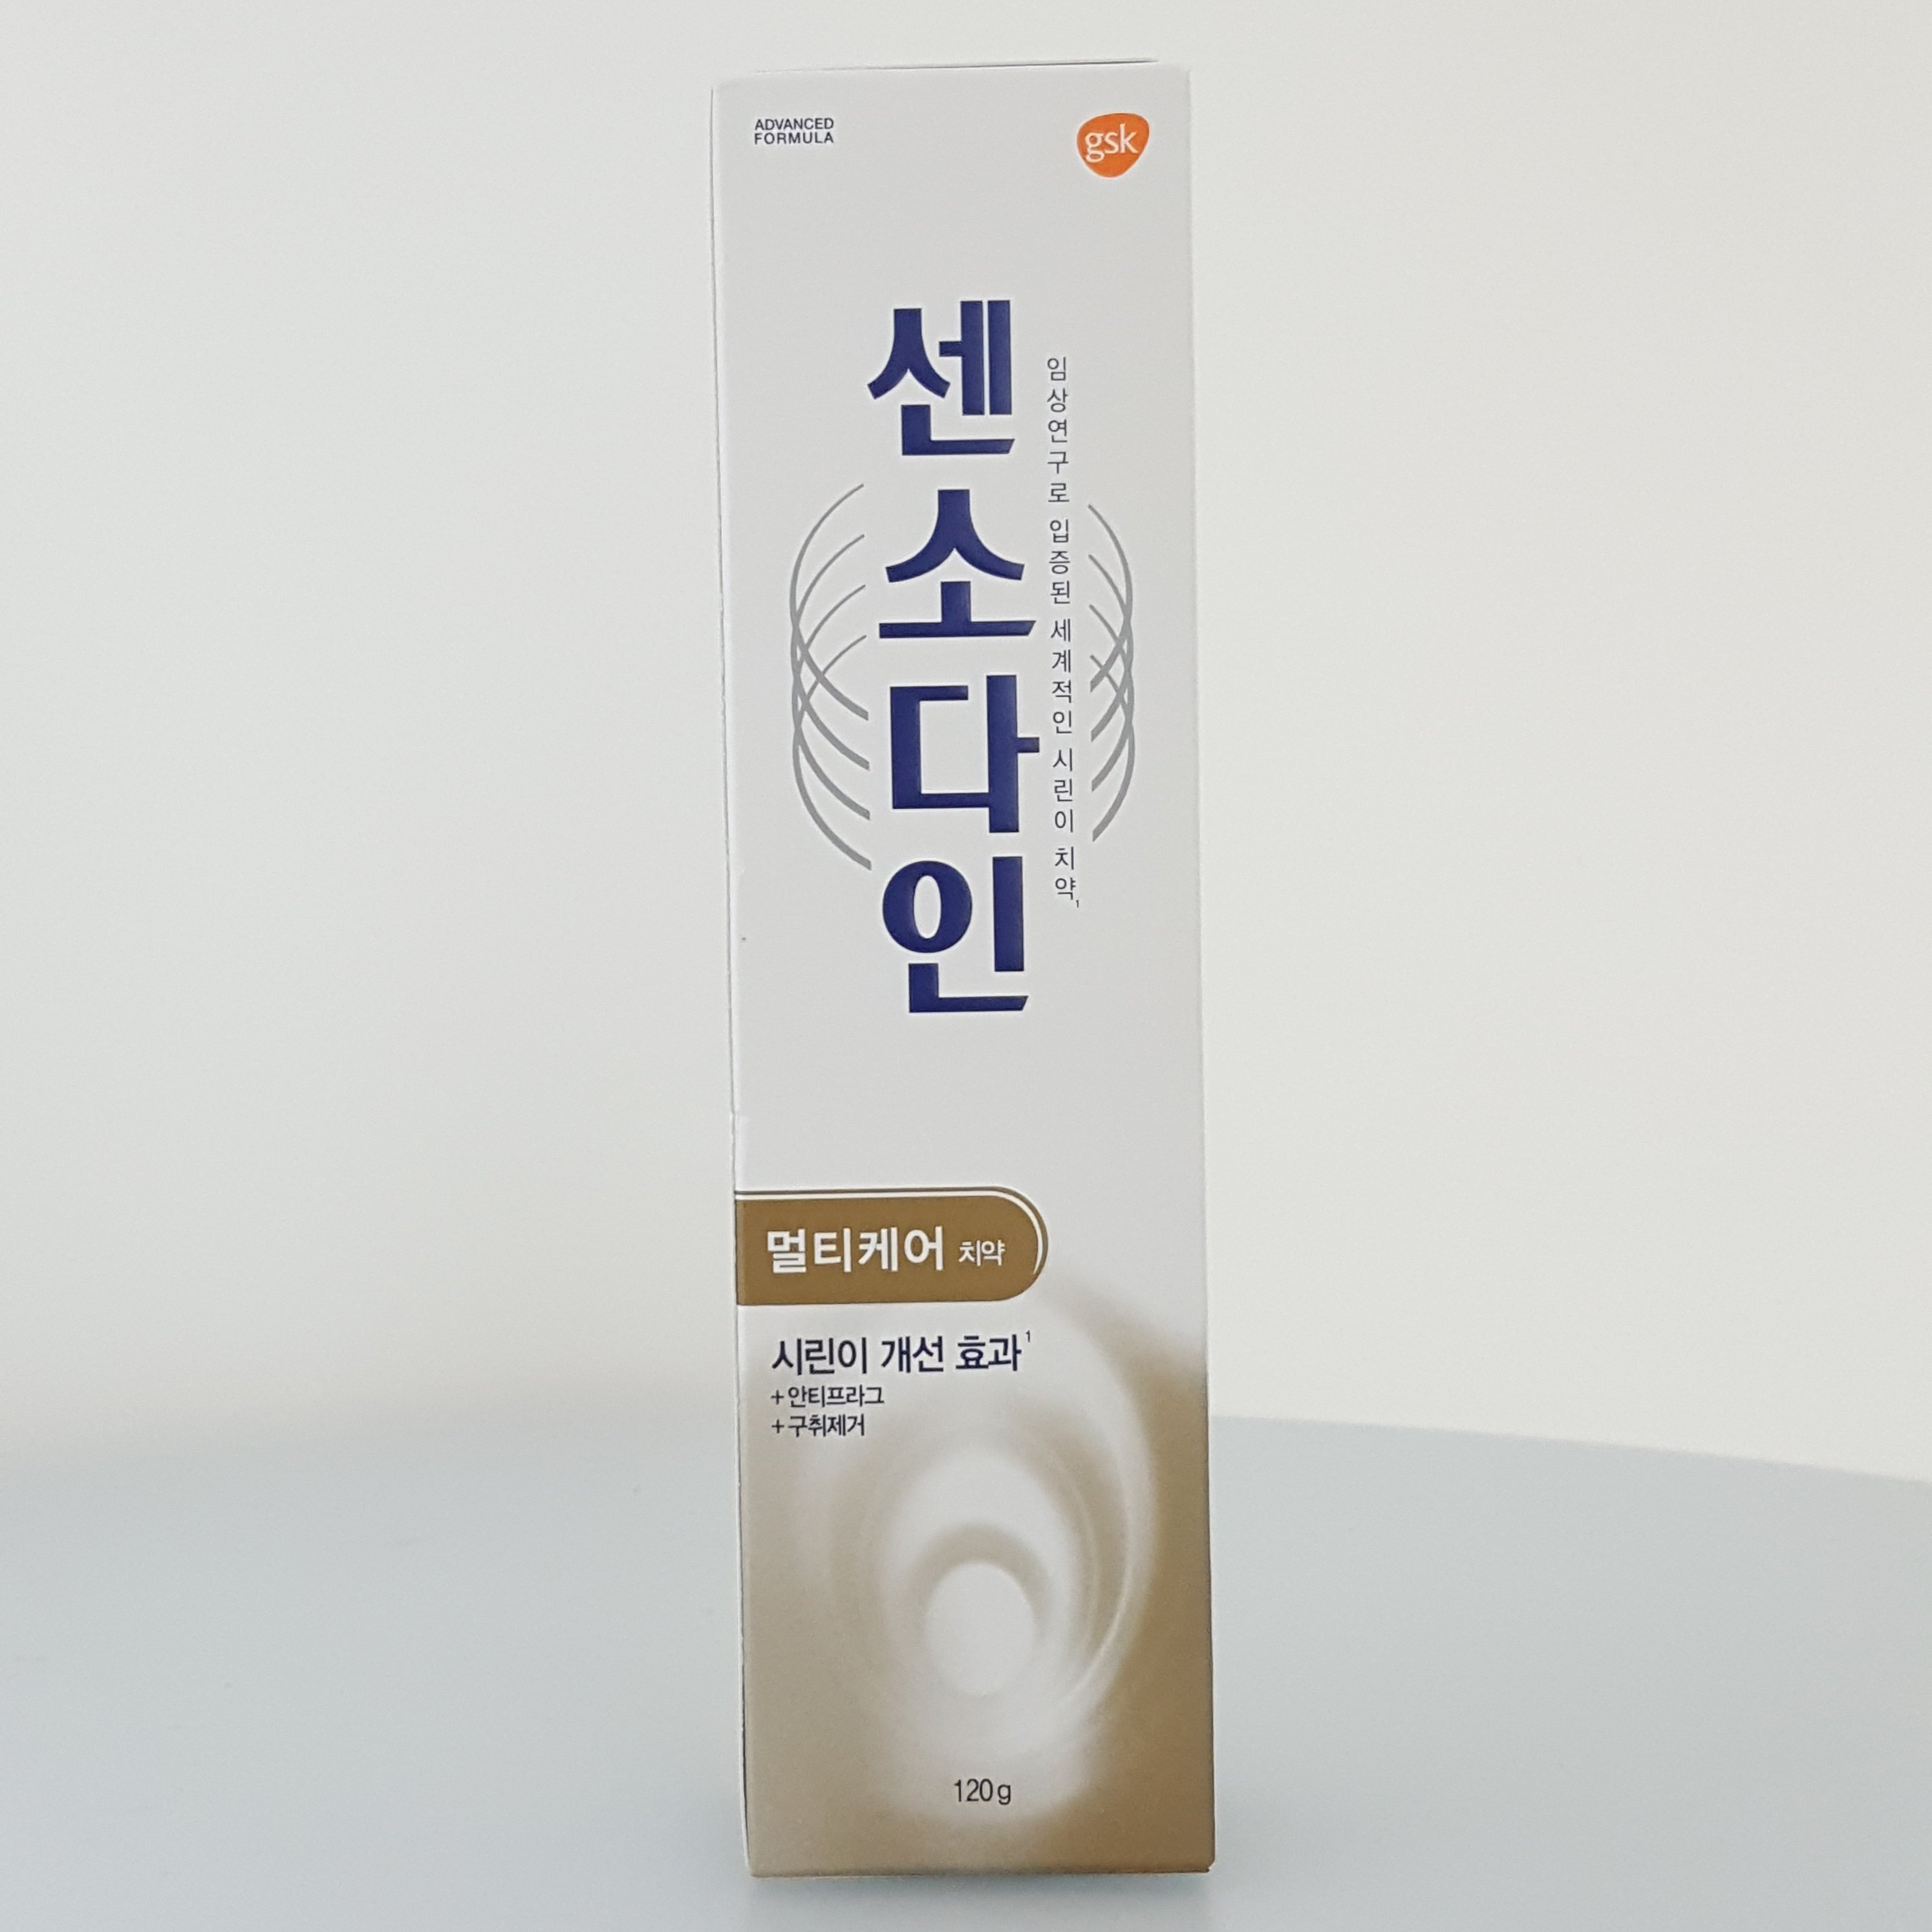 ADVANCED
FORMULA
gsk
센소다인
임상연구로 입증된 세계적인 시린이 치약¹
멀티케어 치약
시린이 개선 효과¹
+안티프라그
+구취제거
120g